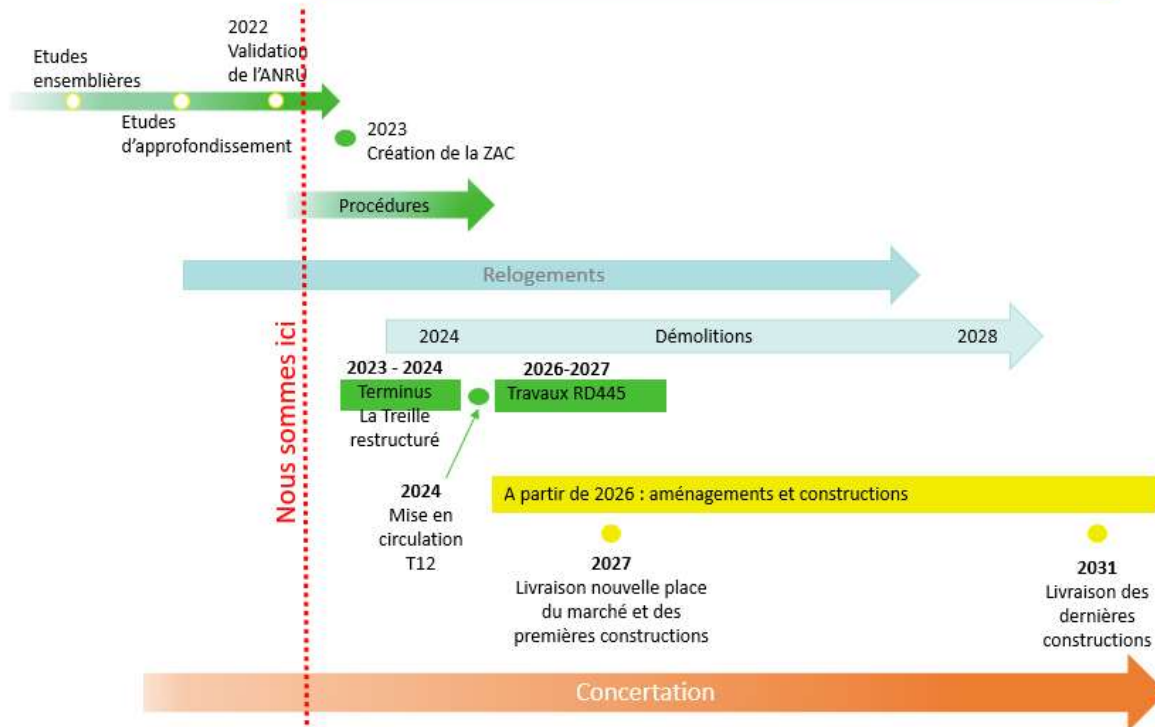 2022
Validation
de l'ANRU
Etudes
ensemblières
Etudes
d'approfondissement
2023
Création de la ZAC
Procédures
Relogements
Nous sommes ici
2024
Démolitions
2028
2023 - 2024
Terminus
La Treille
restructuré
2026-2027
Travaux RD445
2024
Mise en
circulation
T12
A partir de 2026 : aménagements et constructions
2027
Livraison nouvelle place
du marché et des
premières constructions
2031
Livraison des
dernières
constructions
Concertation